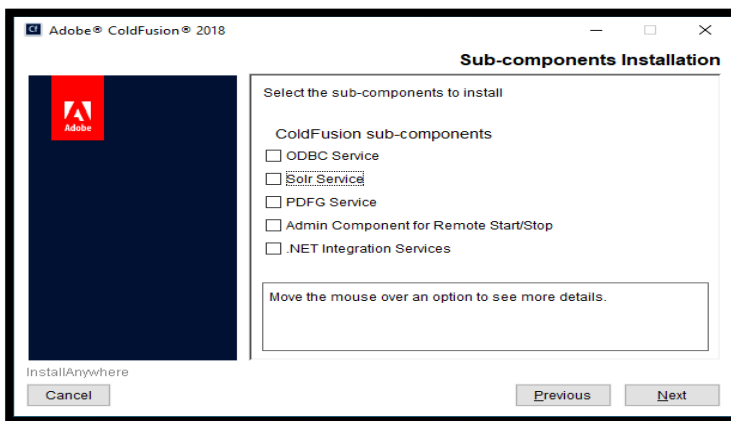 Cf Adobe® ColdFusion® 2018
Sub-components Installation
Adobe
Select the sub-components to install
ColdFusion sub-components
ODBC Service
Solr Service
PDFG Service
Admin Component for Remote Start/Stop
.NET Integration Services
Move the mouse over an option to see more details.
InstallAnywhere
Cancel Previous Next